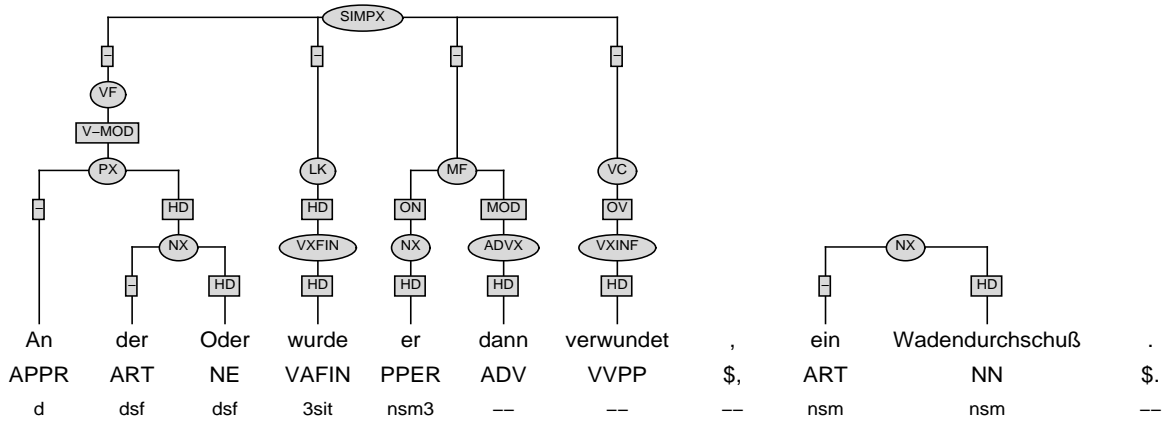 SIMPX
– – – –
VF
V–MOD
PX LK MF VC
– HD HD ON MOD OV
NX VXFIN NX ADVX VXINF NX
– HD HD HD HD HD – HD
An der Oder wurde er dann verwundet , ein Wadendurchschuß .
APPR ART NE VAFIN PPER ADV VVPP $, ART NN $.
d dsf dsf 3sit nsm3 –– –– –– nsm nsm ––